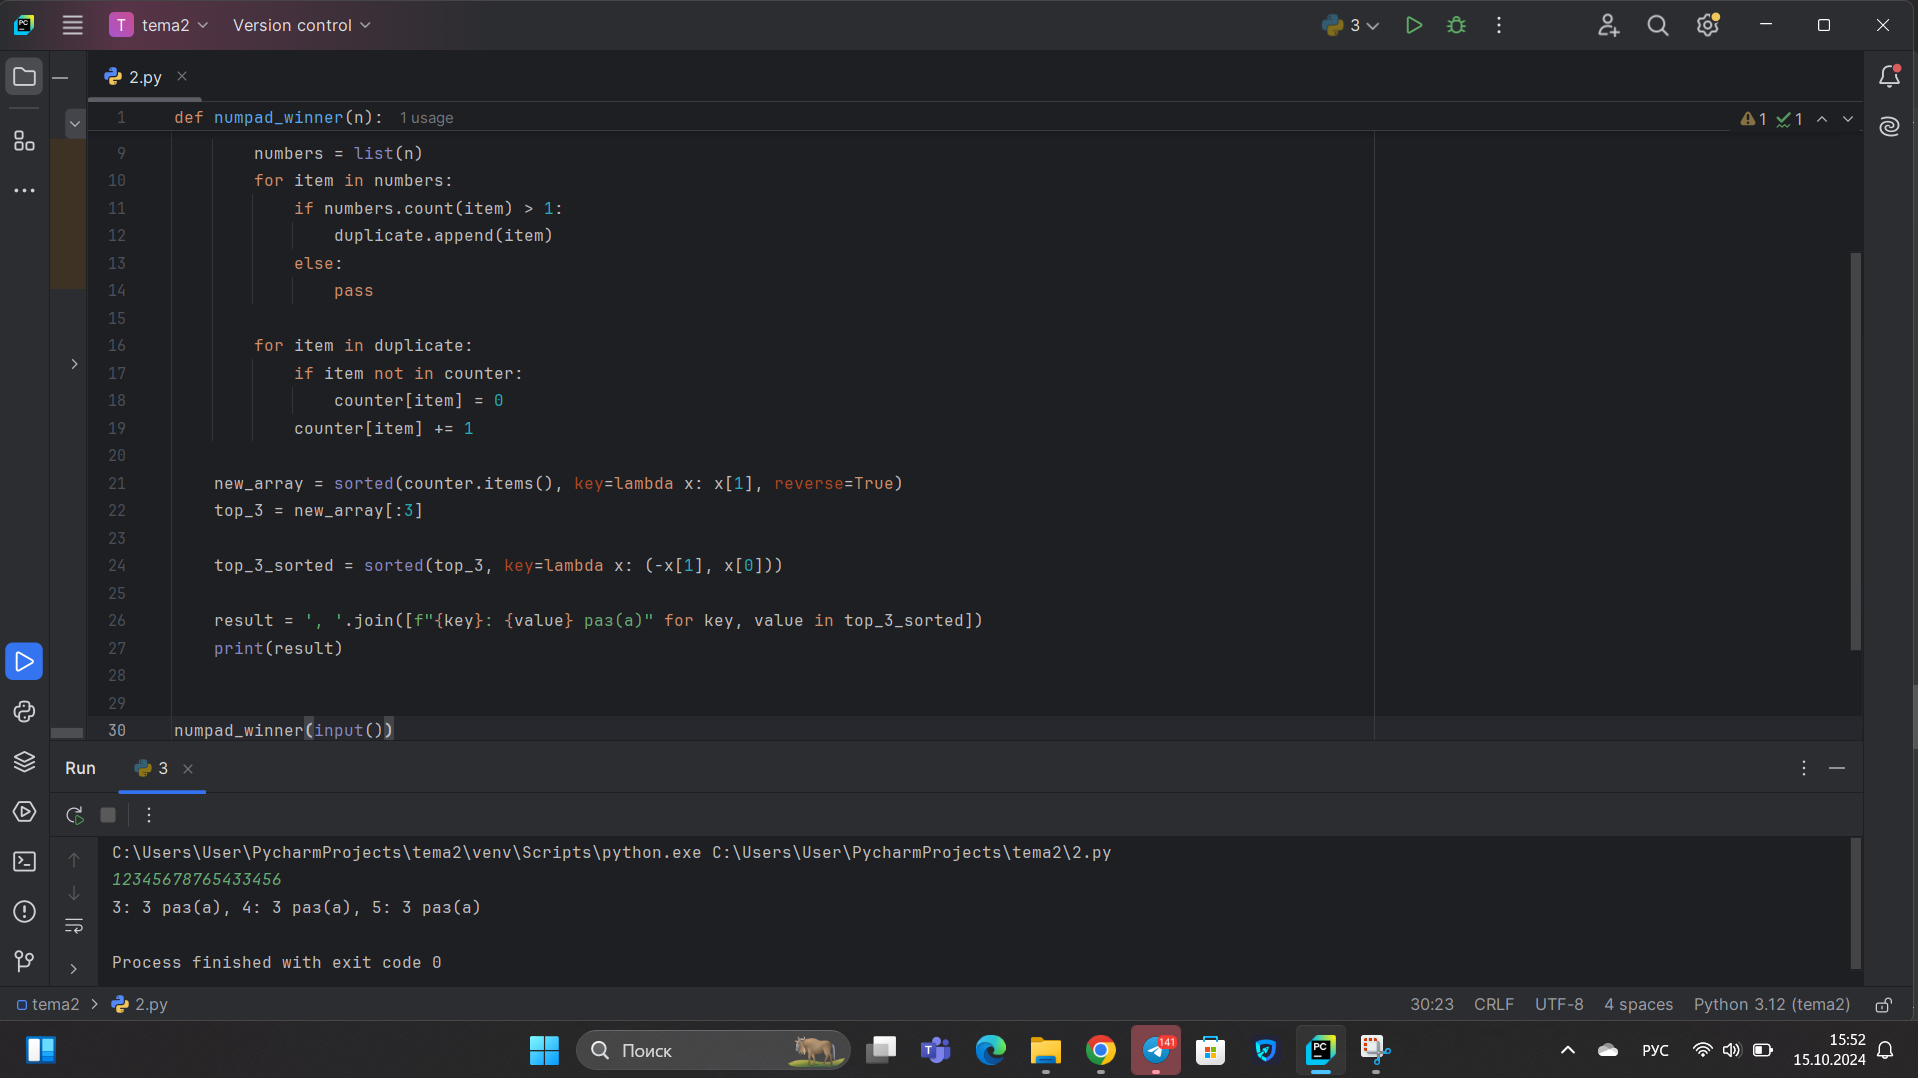 T tema2 Version control 3
2.py
1 def numpad_winner(n): 1 usage 1 1
9 numbers = list(n)
10 for item in numbers:
11 if numbers.count(item) > 1:
12 duplicate.append(item)
13 else:
14 pass
15
16 for item in duplicate:
17 if item not in counter:
18 counter[item] = 0
19 counter[item] += 1
20
21 new_array = sorted(counter.items(), key=lambda x: x[1], reverse=True)
22 top_3 = new_array[:3]
23
24 top_3_sorted = sorted(top_3, key=lambda x: (-x[1], x[0]))
25
26 result = ', '.join([f"{key}: {value} раз(а)" for key, value in top_3_sorted])
27 print(result)
28
29
30 numpad_winner(input())
Run 3
C:\Users\User\PycharmProjects\tema2\venv\Scripts\python.exe C:\Users\User\PycharmProjects\tema2\2.py
12345678765433456
3: 3 раз(а), 4: 3 раз(а), 5: 3 раз(а)
Process finished with exit code 0
tema2 2.py 30:23 CRLF UTF-8 4 spaces Python 3.12 (tema2)
Поиск 141 РУС 15:52
15.10.2024